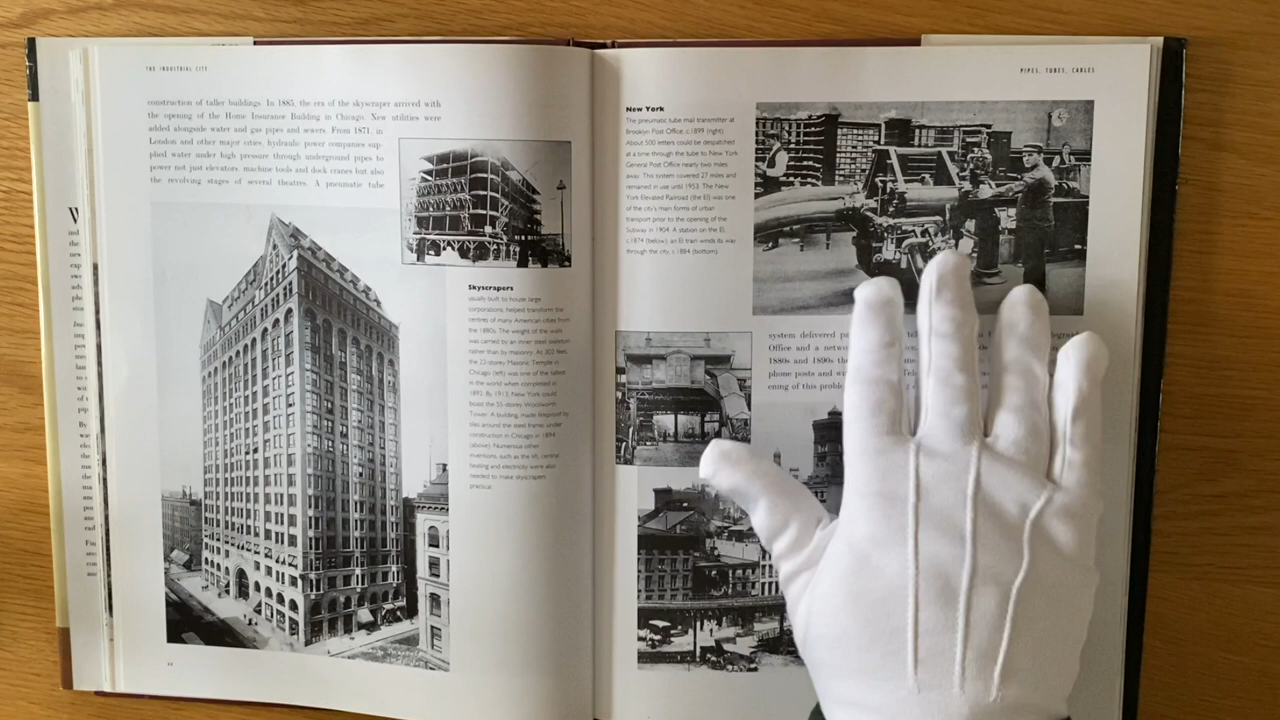 THE INDUSTRIAL CITY
construction of taller buildings. In 1885, the era of the skyscraper arrived with
the opening of the Home Insurance Building in Chicago. New utilities were
added alongside water and gas pipes and sewers. From 1871, in
London and other major cities, hydraulic power companies sup-
plied water under high pressure through underground pipes to
power not just elevators, machine tools and dock cranes but also
the revolving stages of several theatres. A pneumatic tube
Skyscrapers
usually built to house large
corporations, helped transform the
centres of many American cities from
the 1880s. The weight of the walls
was carried by an inner steel skeleton
rather than by masonry. At 302 feet,
the 22-storey Masonic Temple in
Chicago (left) was one of the tallest
in the world when completed in
1892. By 1913, New York could
boast the 55-storey Woolworth
Tower. A building, made fireproof by
tiles around the steel frame, under
construction in Chicago in 1894
(above). Numerous other
inventions, such as the lift, central
heating and electricity were also
needed to make skyscrapers
practical.
PIPES, TUBES, CABLES
New York
The pneumatic tube mail transmitter at
Brooklyn Post Office, c.1899 (right)
About 500 letters could be despatched
at a time through the tube to New York
General Post Office nearly two miles
away. This system covered 27 miles and
remained in use until 1953. The New
York Elevated Railroad (the El) was one
of the city's main forms of urban
transport prior to the opening of the
Subway in 1904. A station on the El,
c.1874 (below); an El train winds its way
through the city, c.1884 (bottom).
system delivered
Office and a
1880s and 1890s
phone posts and
ening of this